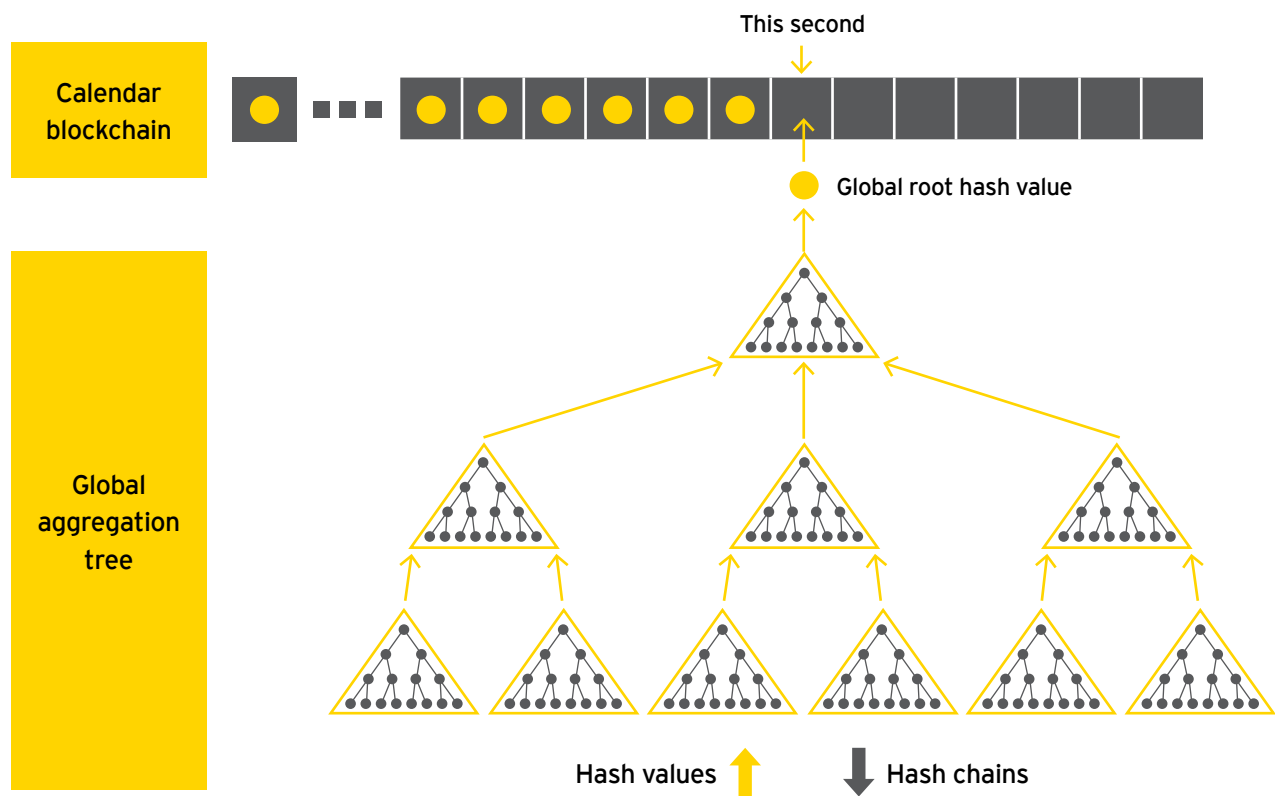 This second
Calendar
blockchain
Global root hash value
Global
aggregation
tree
Hash values
Hash chains